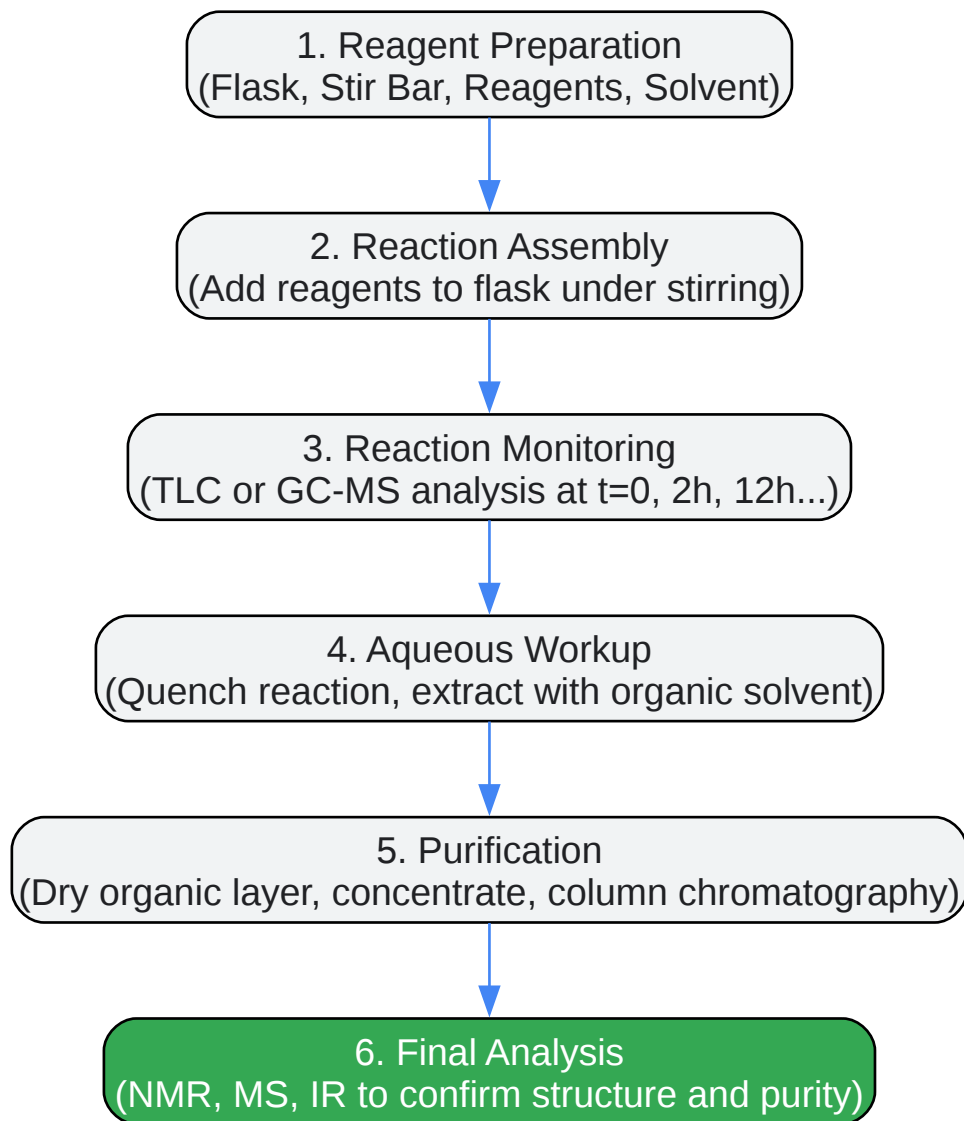 1. Reagent Preparation
(Flask, Stir Bar, Reagents, Solvent)
2. Reaction Assembly
(Add reagents to flask under stirring)
3. Reaction Monitoring
(TLC or GC-MS analysis at t=0, 2h, 12h...)
4. Aqueous Workup
(Quench reaction, extract with organic solvent)
5. Purification
(Dry organic layer, concentrate, column chromatography)
6. Final Analysis
(NMR, MS, IR to confirm structure and purity)